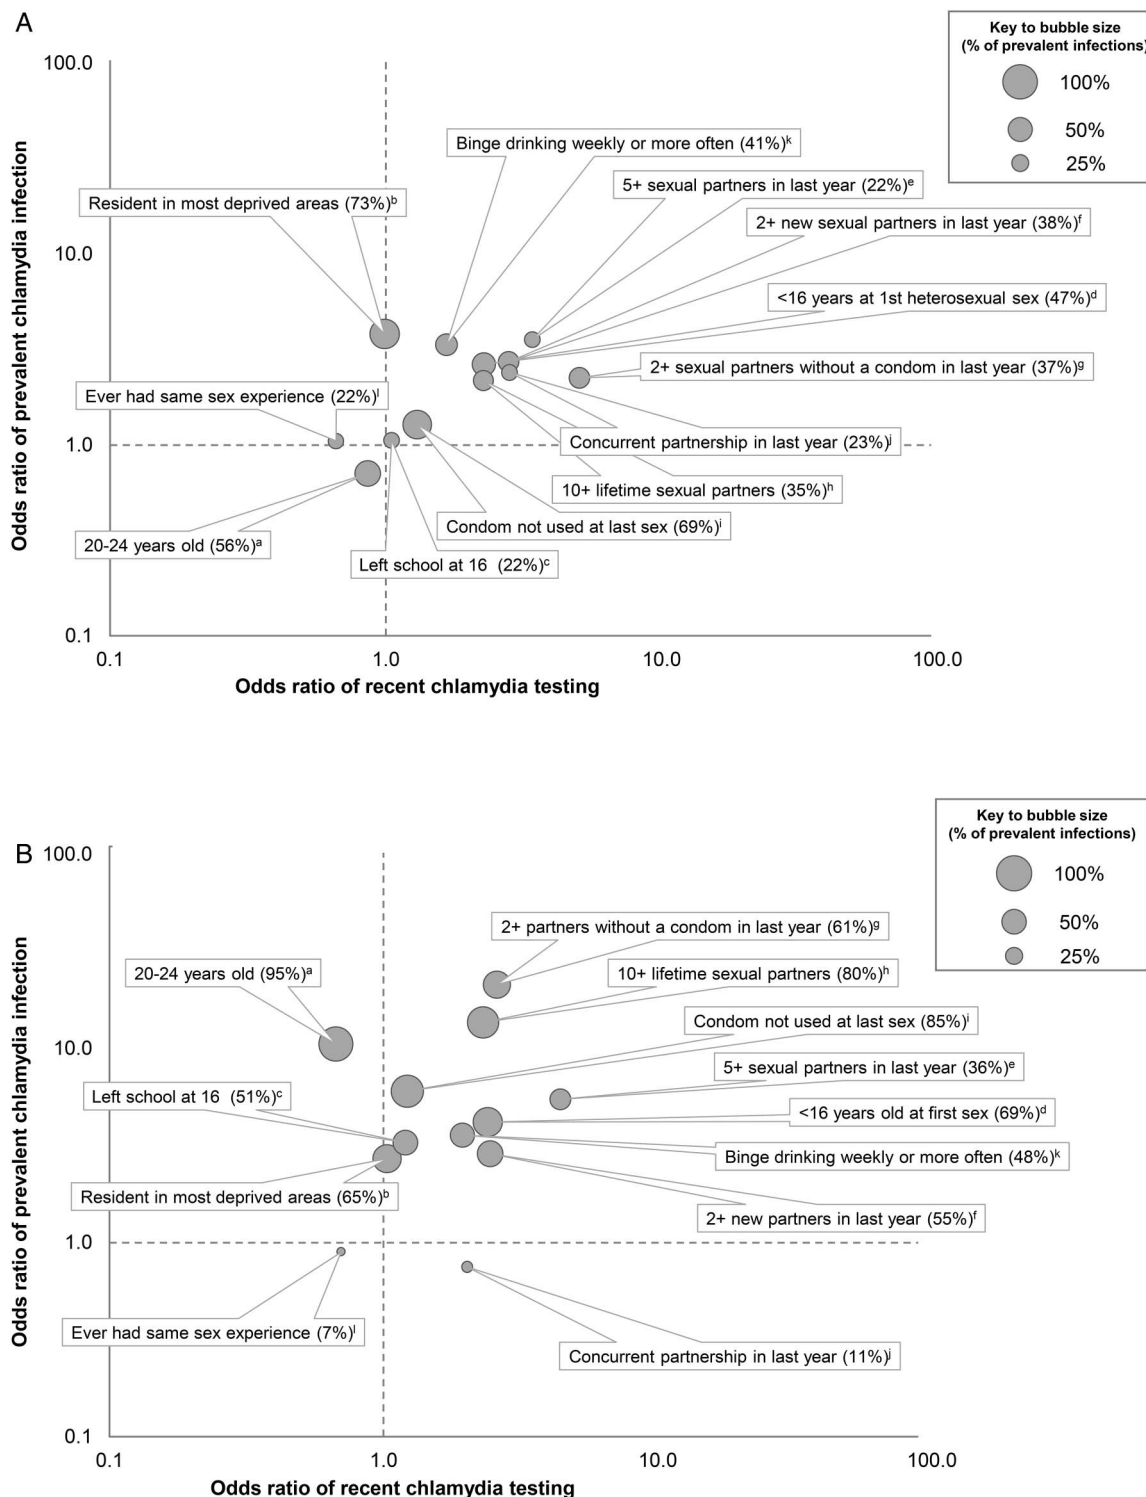 A
Key to bubble size
(% of prevalent infections)
100%
50%
25%
Odds ratio of prevalent chlamydia infection
100.0
10.0
1.0
0.1
Binge drinking weekly or more often (41%)ᵏ
5+ sexual partners in last year (22%)ᵉ
Resident in most deprived areas (73%)ᵇ
2+ new sexual partners in last year (38%)ᶠ
<16 years at 1st heterosexual sex (47%)ᵈ
2+ sexual partners without a condom in last year (37%)ᵍ
Ever had same sex experience (22%)ˡ
Concurrent partnership in last year (23%)ʲ
10+ lifetime sexual partners (35%)ʰ
Condom not used at last sex (69%)ⁱ
20-24 years old (56%)ᵃ
Left school at 16 (22%)ᶜ
0.1 1.0 10.0 100.0
Odds ratio of recent chlamydia testing
B
Key to bubble size
(% of prevalent infections)
100%
50%
25%
Odds ratio of prevalent chlamydia infection
100.0
10.0
1.0
0.1
2+ partners without a condom in last year (61%)ᵍ
20-24 years old (95%)ᵃ
10+ lifetime sexual partners (80%)ʰ
Condom not used at last sex (85%)ⁱ
5+ sexual partners in last year (36%)ᵉ
Left school at 16 (51%)ᶜ
<16 years old at first sex (69%)ᵈ
Binge drinking weekly or more often (48%)ᵏ
Resident in most deprived areas (65%)ᵇ
2+ new partners in last year (55%)ᶠ
Ever had same sex experience (7%)ˡ
Concurrent partnership in last year (11%)ʲ
0.1 1.0 10.0 100.0
Odds ratio of recent chlamydia testing